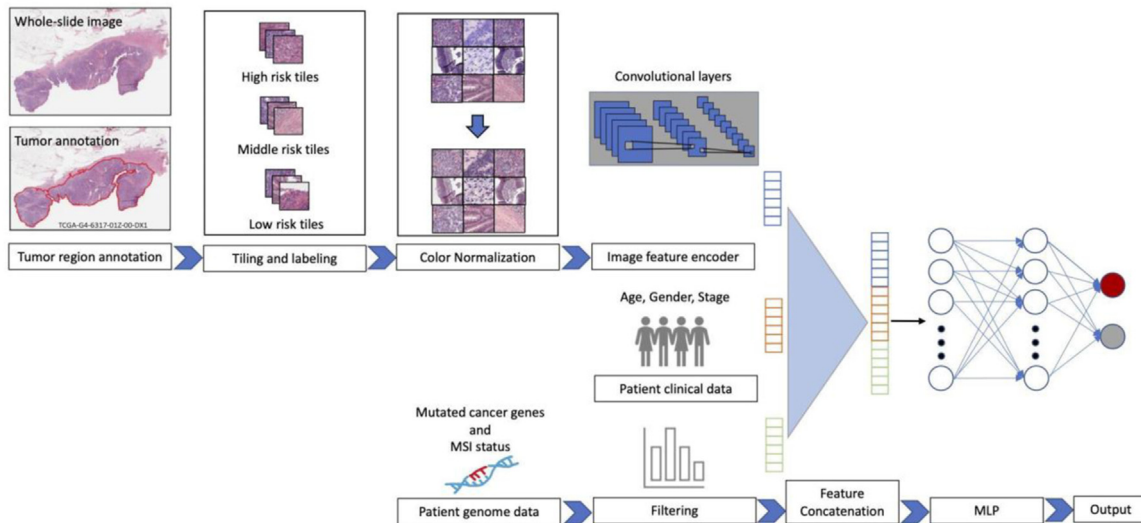 Whole-slide image
Tumor annotation
TCGA-G4-6317-01Z-00-DX1
Tumor region annotation
High risk tiles
Middle risk tiles
Low risk tiles
Tiling and labeling
Color Normalization
Convolutional layers
Image feature encoder
Age, Gender, Stage
Patient clinical data
Mutated cancer genes
and
MSI status
Patient genome data
Filtering
Feature
Concatenation
MLP
Output